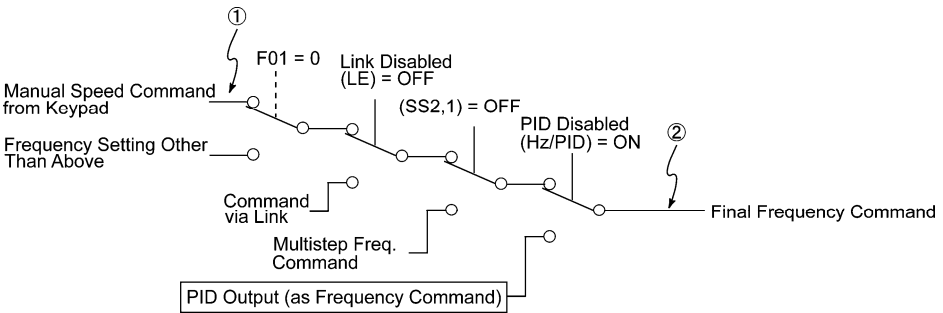 ①
F01 = 0
Link Disabled
(LE) = OFF
Manual Speed Command
from Keypad
(SS2,1) = OFF
PID Disabled
(Hz/PID) = ON
②
Frequency Setting Other
Than Above
Command
via Link
Final Frequency Command
Multistep Freq.
Command
PID Output (as Frequency Command)